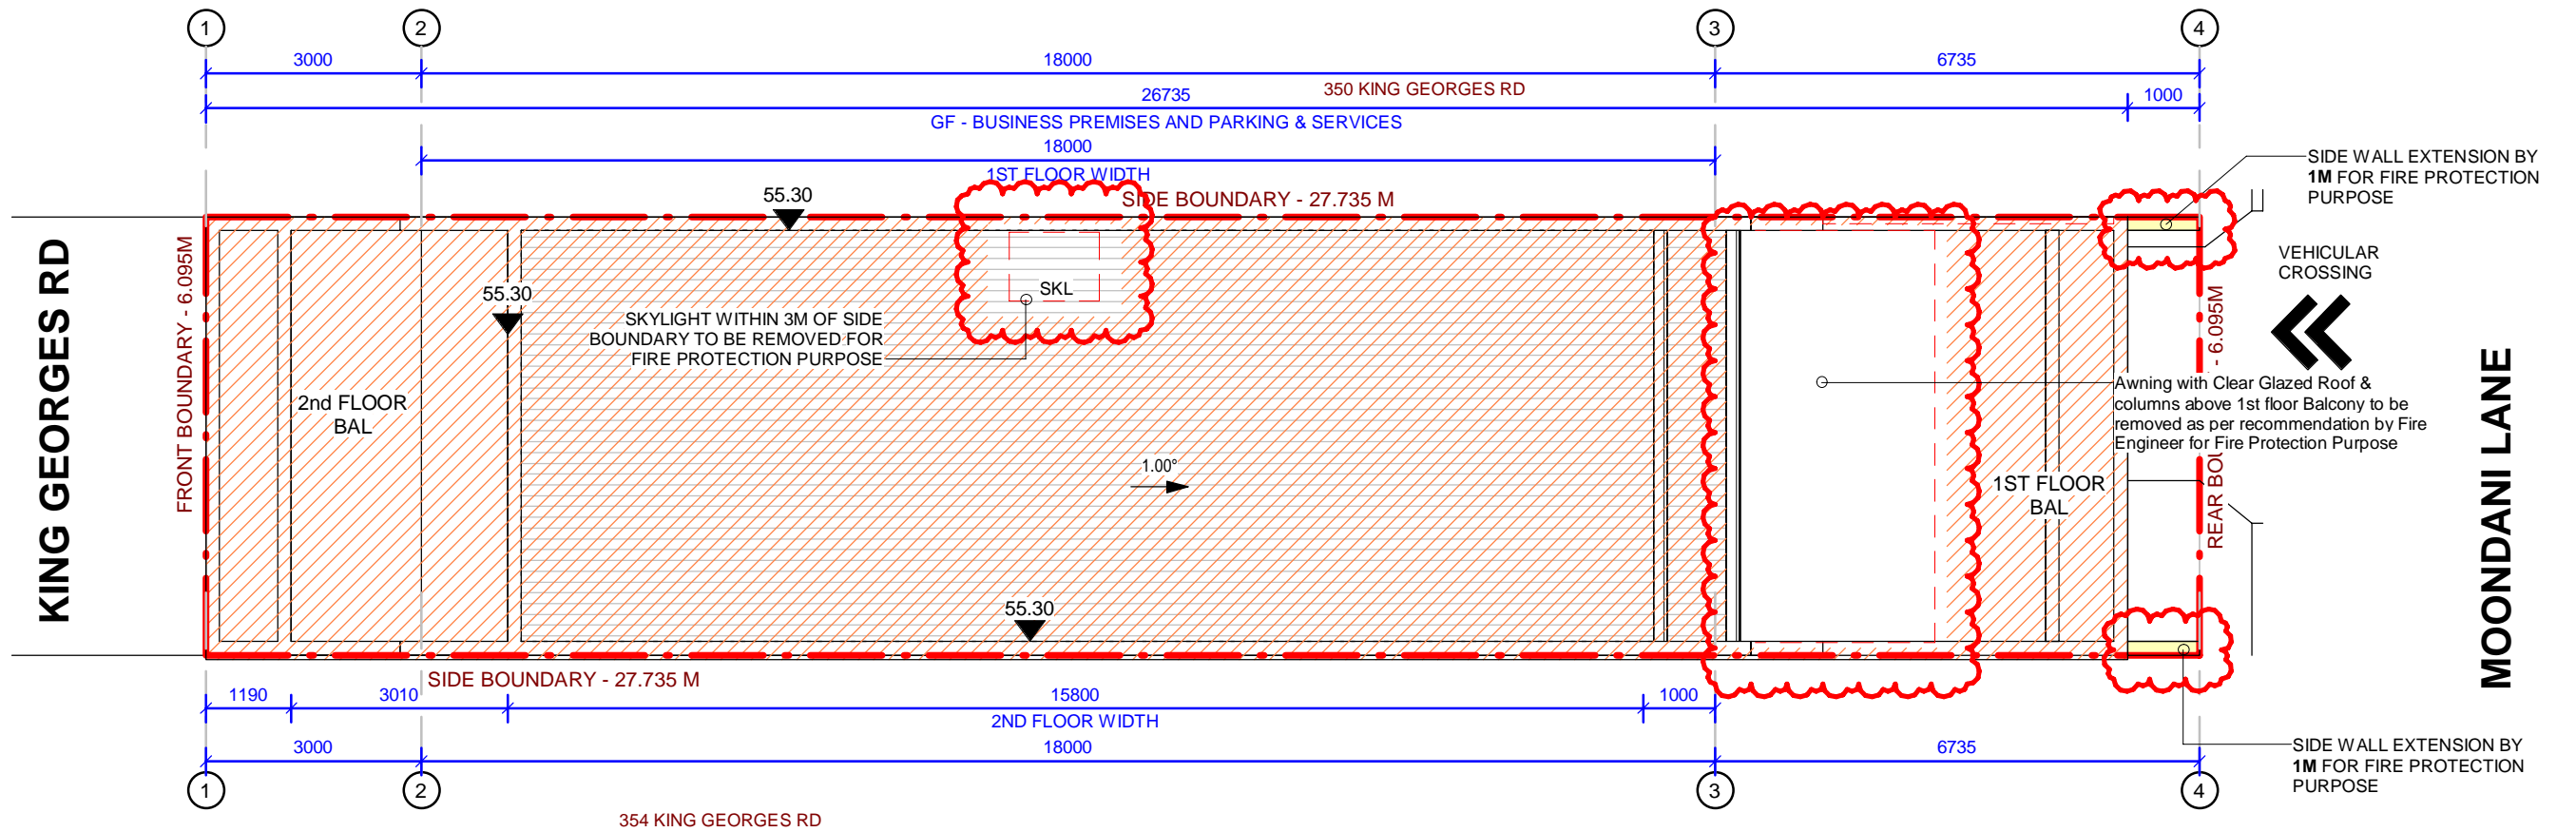 1
2
3
4
3000
18000
6735
350 KING GEORGES RD
26735
1000
GF - BUSINESS PREMISES AND PARKING & SERVICES
18000
1ST FLOOR WIDTH
SIDE BOUNDARY - 27.735 M
55.30
SIDE WALL EXTENSION BY
1M FOR FIRE PROTECTION
PURPOSE
KING GEORGES RD
FRONT BOUNDARY - 6.095M
2nd FLOOR
BAL
55.30
SKL
SKYLIGHT WITHIN 3M OF SIDE
BOUNDARY TO BE REMOVED FOR
FIRE PROTECTION PURPOSE
1.00°
55.30
VEHICULAR
CROSSING
Awning with Clear Glazed Roof &
columns above 1st floor Balcony to be
removed as per recommendation by Fire
Engineer for Fire Protection Purpose
1ST FLOOR
BAL
REAR BOU - 6.095M
MOONDANI LANE
SIDE BOUNDARY - 27.735 M
1190
3010
15800
1000
2ND FLOOR WIDTH
3000
18000
6735
SIDE WALL EXTENSION BY
1M FOR FIRE PROTECTION
PURPOSE
1
2
3
4
354 KING GEORGES RD